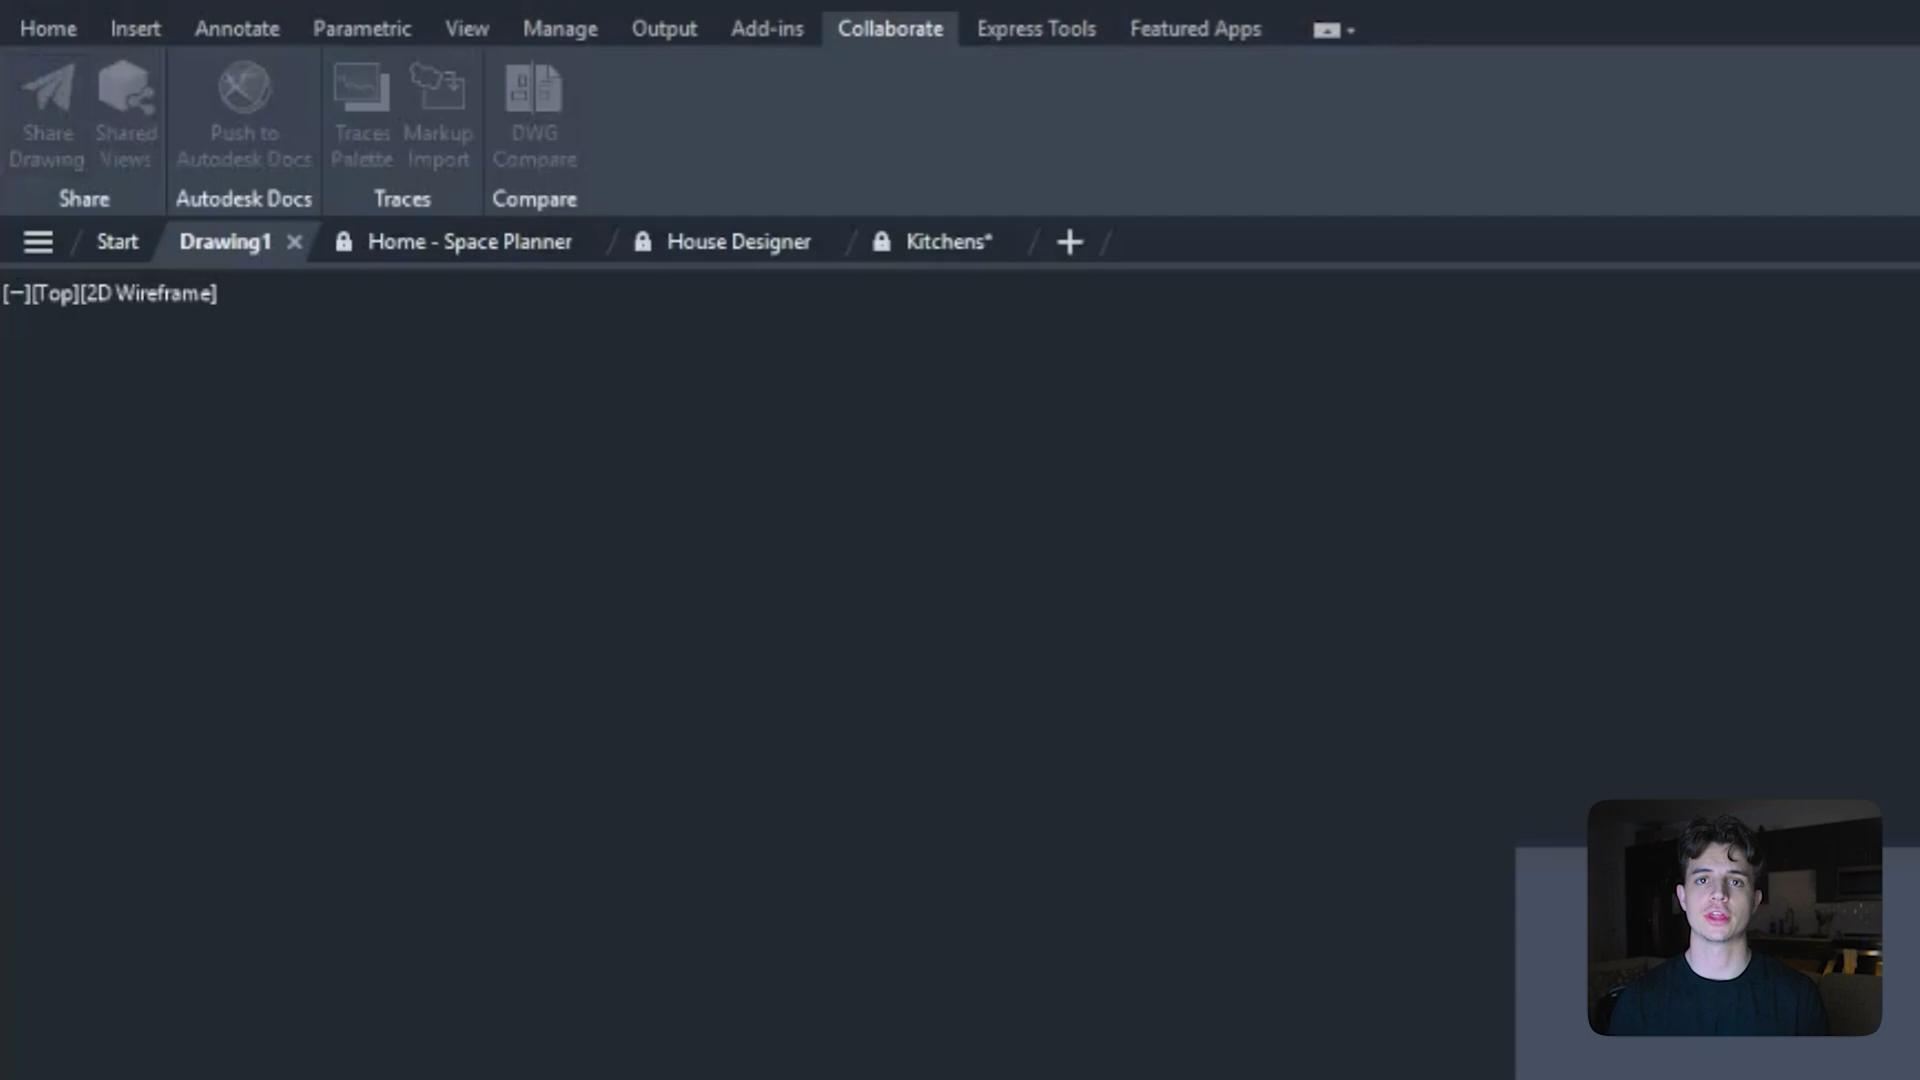 Home Insert Annotate Parametric View Manage Output Add-ins Collaborate Express Tools Featured Apps
Share Drawing
Shared Views
Push to Autodesk Docs
Traces Palette
Markup Import
DWG Compare
Share Autodesk Docs Traces Compare
Start Drawing1 Home - Space Planner House Designer Kitchens*
[−][Top][2D Wireframe]